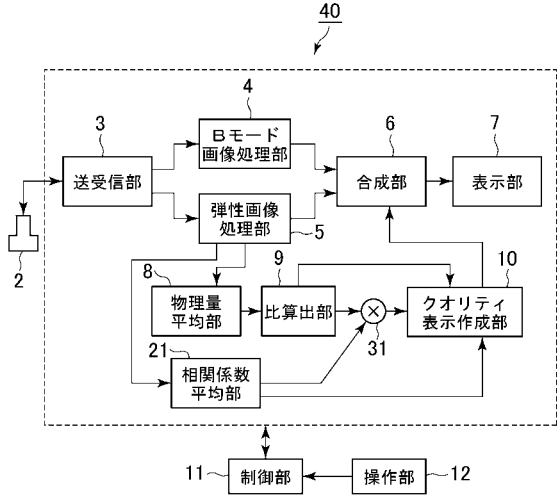 40
4
Bモード
画像処理部
3
送受信部
6
合成部
7
表示部
2
弾性画像
処理部
5
8
物理量
平均部
9
比算出部
×
31
10
クオリティ
表示作成部
21
相関係数
平均部
11
制御部
操作部
12